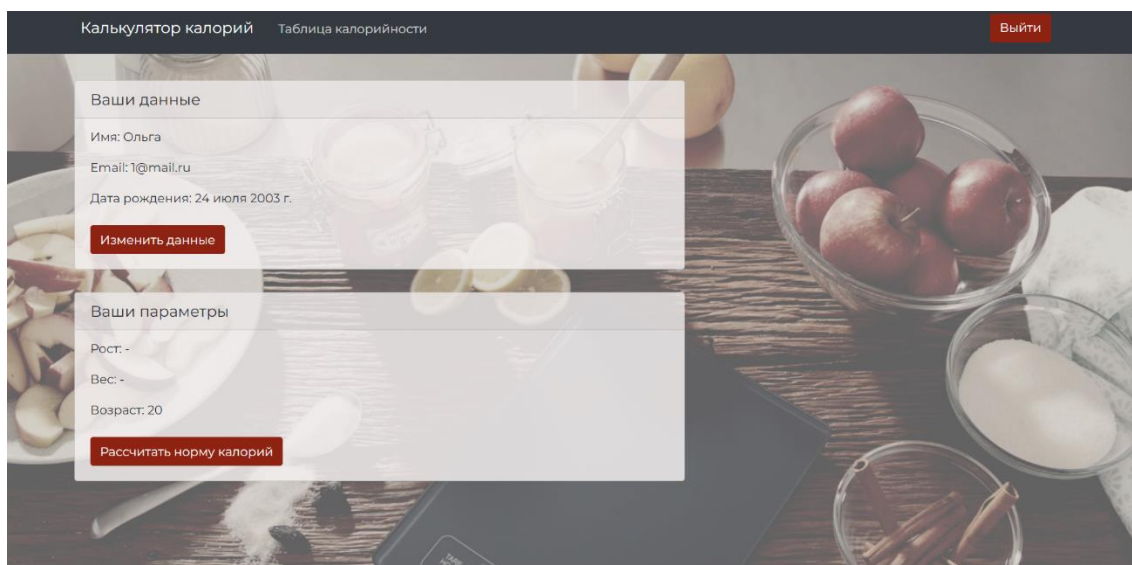 Калькулятор калорий Таблица калорийности Выйти
Ваши данные
Имя: Ольга
Email: 1@mail.ru
Дата рождения: 24 июля 2003 г.
Изменить данные
Ваши параметры
Рост: -
Вес: -
Возраст: 20
Рассчитать норму калорий